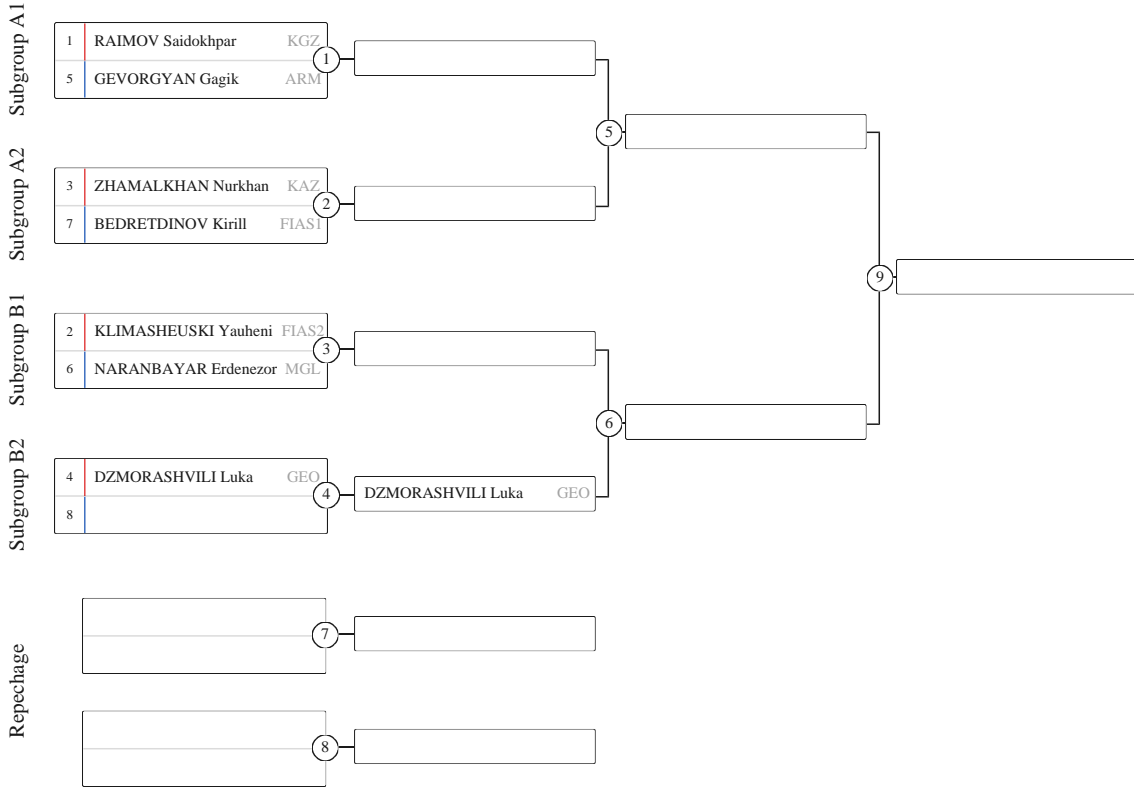 Subgroup A1
1 RAIMOV Saidokhpar KGZ
5 GEVORGYAN Gagik ARM
1
5
Subgroup A2
3 ZHAMALKHAN Nurkhan KAZ
7 BEDRETDINOV Kirill FIAS1
2
9
Subgroup B1
2 KLIMASHEUSKI Yauheni FIAS2
6 NARANBAYAR Erdenezor MGL
3
6
Subgroup B2
4 DZMORASHVILI Luka GEO
8
4
DZMORASHVILI Luka GEO
Repechage
7
8